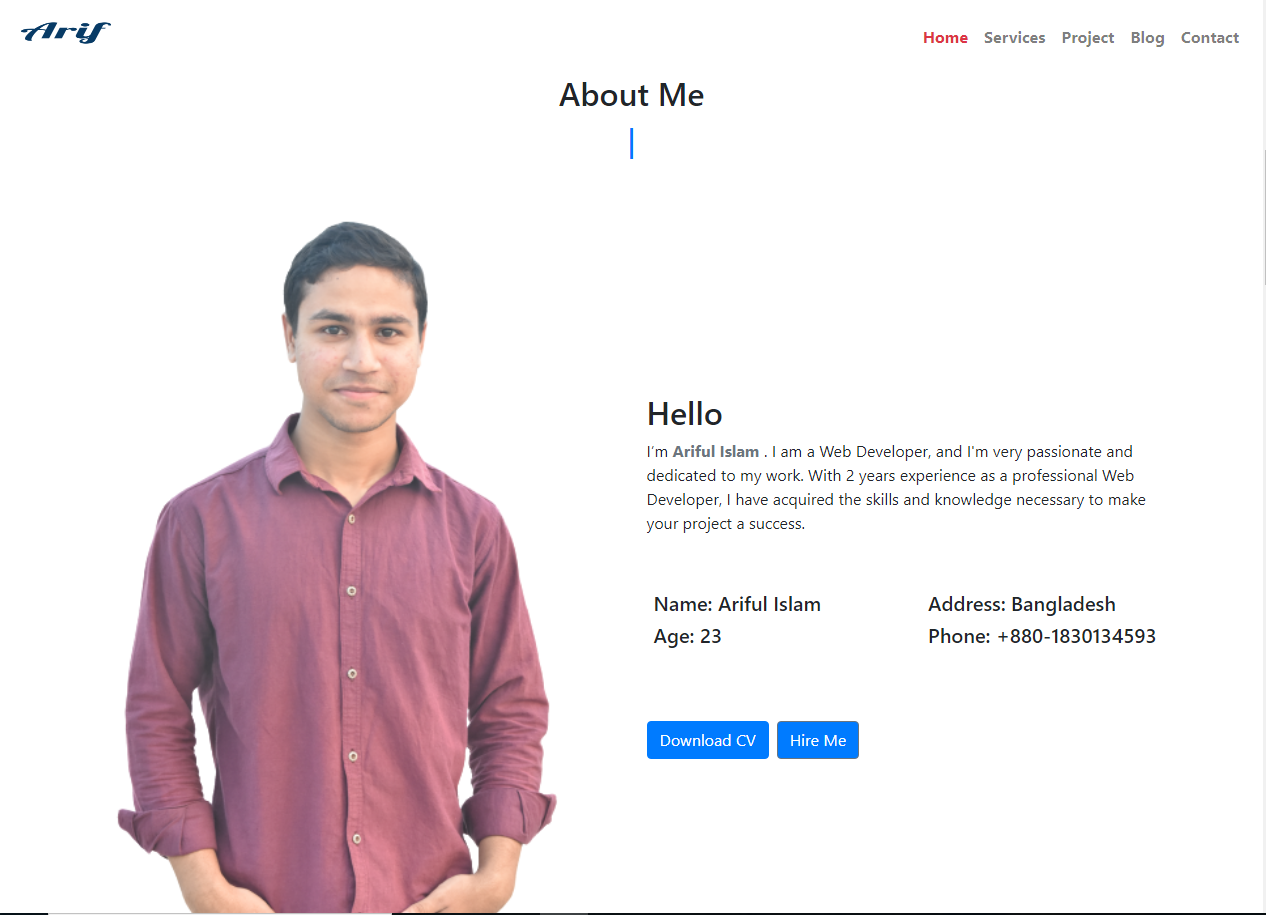 Arif
Home Services Project Blog Contact
About Me
Hello
I'm Ariful Islam . I am a Web Developer, and I'm very passionate and
dedicated to my work. With 2 years experience as a professional Web
Developer, I have acquired the skills and knowledge necessary to make
your project a success.
Name: Ariful Islam Address: Bangladesh
Age: 23 Phone: +880-1830134593
Download CV Hire Me